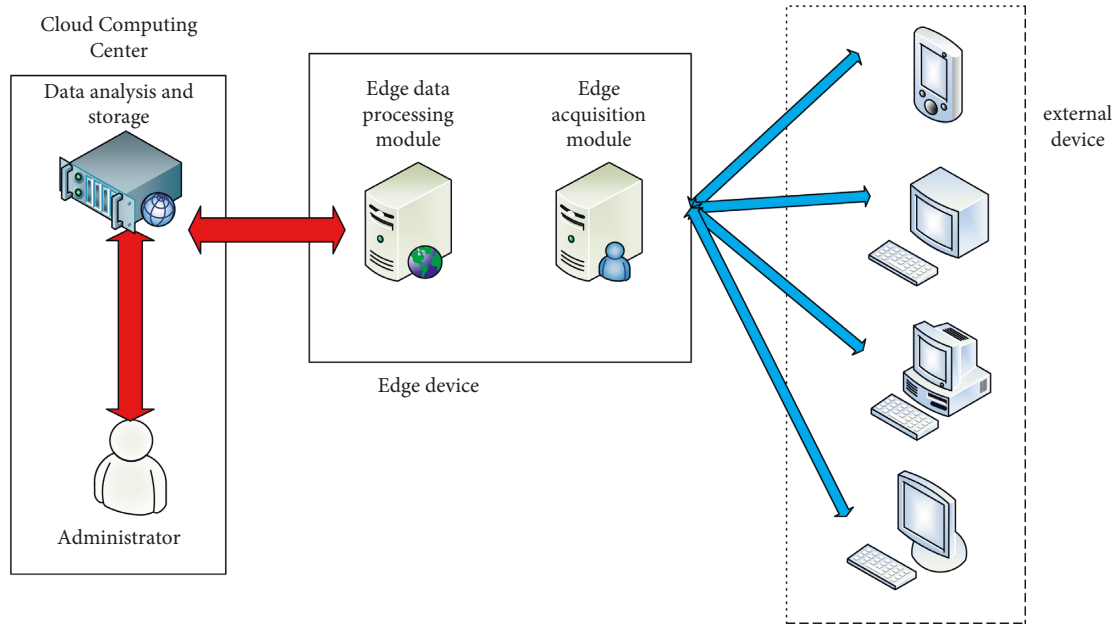 Cloud Computing
Center
Data analysis and
storage
Administrator
Edge data
processing
module
Edge
acquisition
module
Edge device
external
device